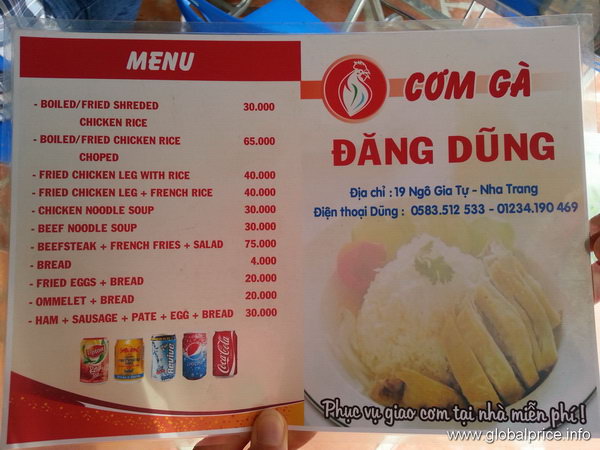 MENU
- BOILED/FRIED SHREDED 30.000
CHICKEN RICE
- BOILED/FRIED CHICKEN RICE 65.000
CHOPED
- FRIED CHICKEN LEG WITH RICE 40.000
- FRIED CHICKEN LEG + FRENCH RICE 40.000
- CHICKEN NOODLE SOUP 30.000
- BEEF NOODLE SOUP 30.000
- BEEFSTEAK + FRENCH FRIES + SALAD 75.000
- BREAD 4.000
- FRIED EGGS + BREAD 20.000
- OMMELET + BREAD 20.000
- HAM + SAUSAGE + PATE + EGG + BREAD 30.000
Lipton
Revive
pepsi
Coca-Cola
CƠM GÀ
ĐĂNG DŨNG
Địa chỉ : 19 Ngô Gia Tự - Nha Trang
Điện thoại Dũng : 0583.512 533 - 01234.190 469
Phục vụ giao cơm tại nhà miễn phí !
www.globalprice.info